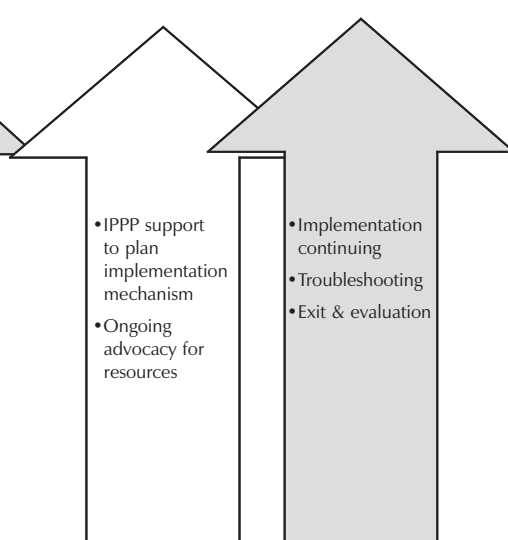 •IPPP support
to plan
implementation
mechanism
•Ongoing
advocacy for
resources
•Implementation
continuing
•Troubleshooting
•Exit & evaluation